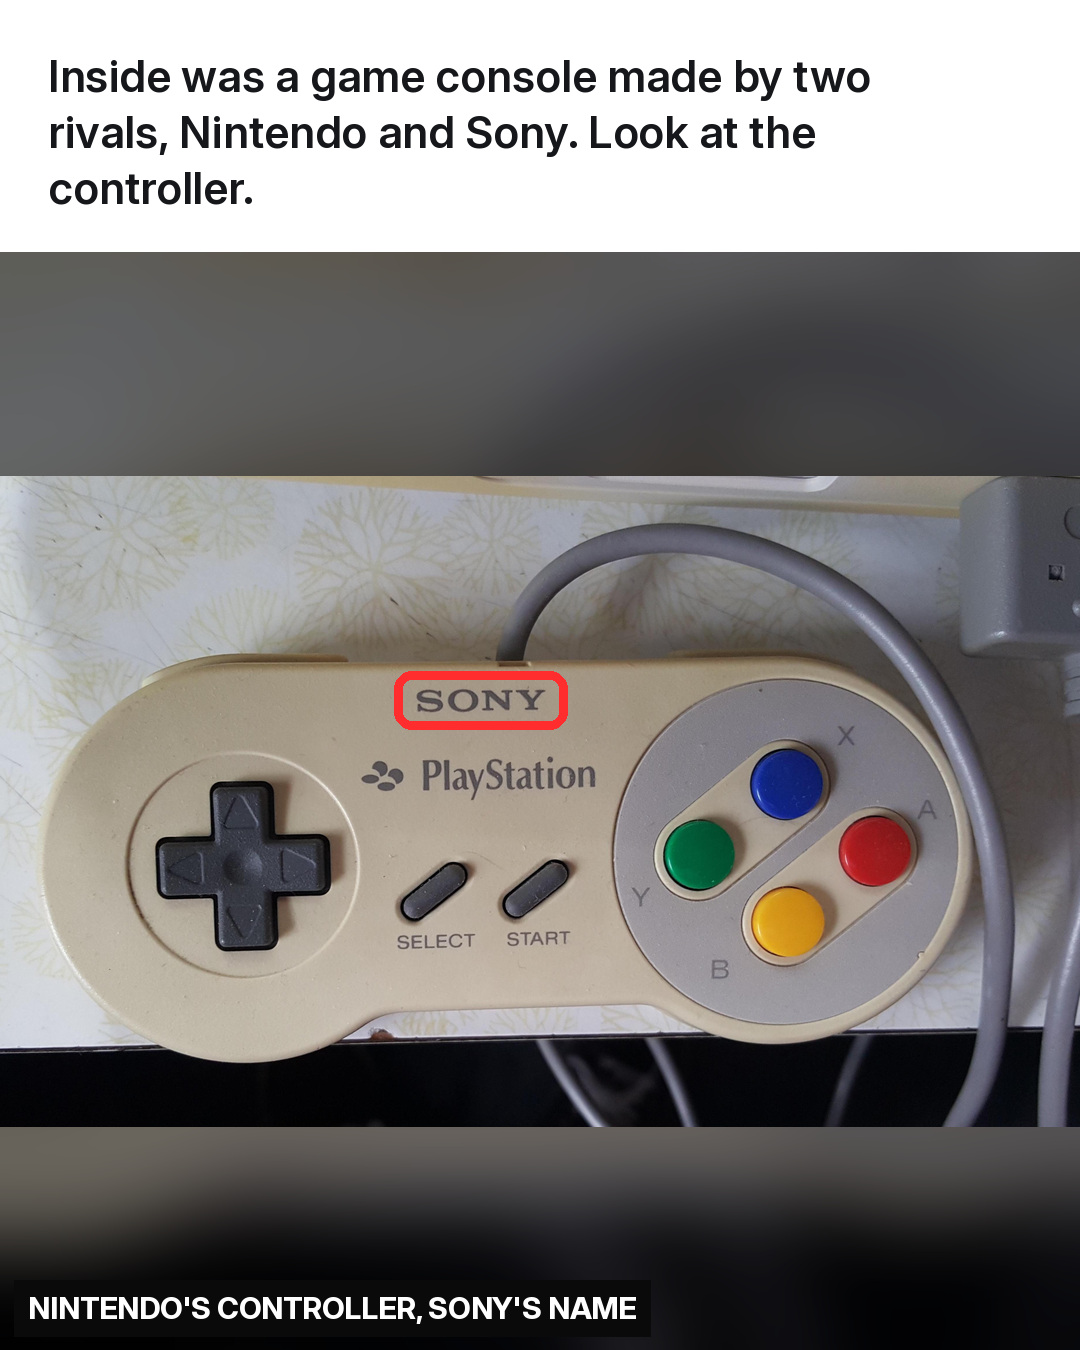 Inside was a game console made by two
rivals, Nintendo and Sony. Look at the
controller.
SONY
PlayStation
X
A
Y
B
SELECT
START
NINTENDO'S CONTROLLER, SONY'S NAME